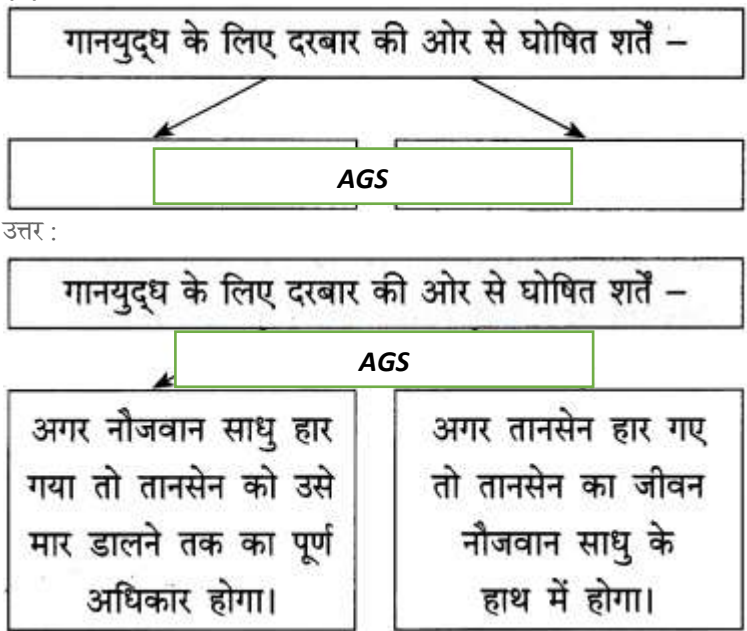 गानयुद्ध के लिए दरबार की ओर से घोषित शर्तें –
AGS
उत्तर :
गानयुद्ध के लिए दरबार की ओर से घोषित शर्तें –
AGS
अगर नौजवान साधु हार
गया तो तानसेन को उसे
मार डालने तक का पूर्ण
अधिकार होगा।
अगर तानसेन हार गए
तो तानसेन का जीवन
नौजवान साधु के
हाथ में होगा।